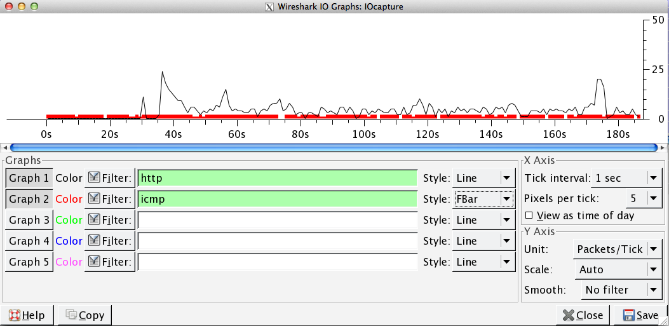 Wireshark IO Graphs: IOcapture
50
25
0
0s 20s 40s 60s 80s 100s 120s 140s 160s 180s
Graphs
Graph 1 Color Filter: http Style: Line
Graph 2 Color Filter: icmp Style: FBar
Graph 3 Color Filter: Style: Line
Graph 4 Color Filter: Style: Line
Graph 5 Color Filter: Style: Line
X Axis
Tick interval: 1 sec
Pixels per tick: 5
View as time of day
Y Axis
Unit: Packets/Tick
Scale: Auto
Smooth: No filter
Help Copy Close Save